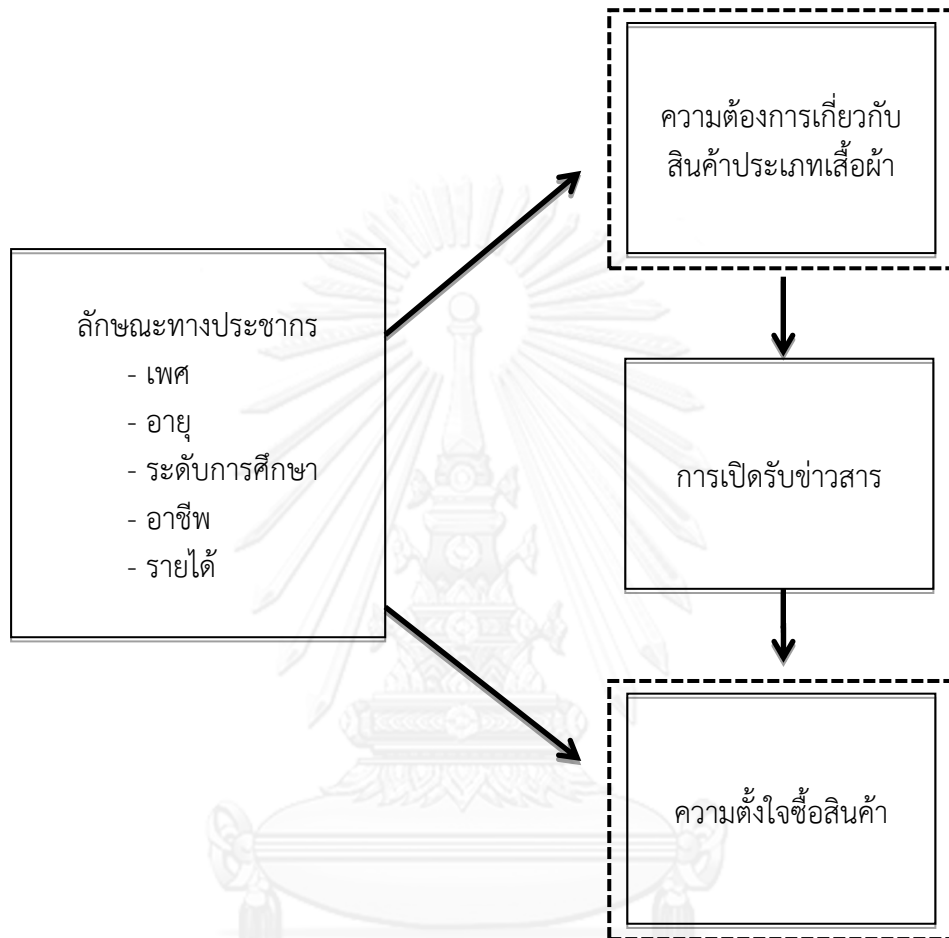 ความต้องการเกี่ยวกับ
สินค้าประเภทเสื้อผ้า
ลักษณะทางประชากร
- เพศ
- อายุ
- ระดับการศึกษา
- อาชีพ
- รายได้
การเปิดรับข่าวสาร
ความตั้งใจซื้อสินค้า